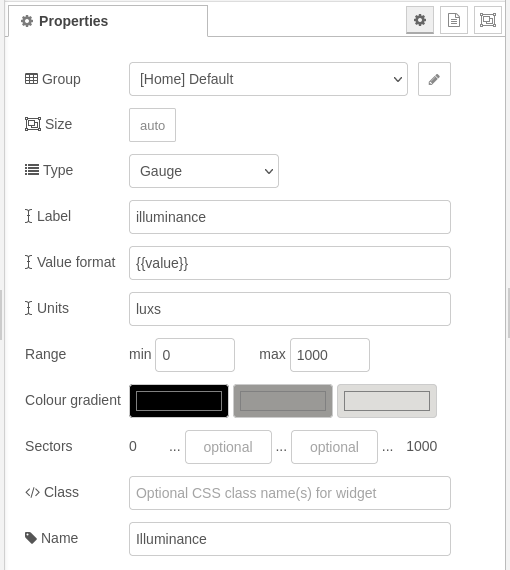 Properties
Group [Home] Default
Size auto
Type Gauge
Label illuminance
Value format {{value}}
Units luxs
Range min 0 max 1000
Colour gradient
Sectors 0 ... optional ... optional ... 1000
</> Class Optional CSS class name(s) for widget
Name Illuminance